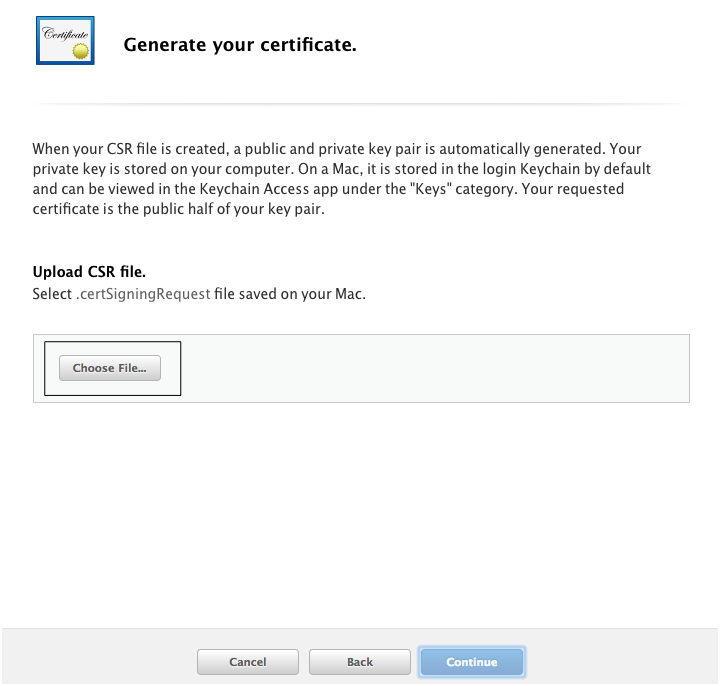 Certificate
Generate your certificate.
When your CSR file is created, a public and private key pair is automatically generated. Your
private key is stored on your computer. On a Mac, it is stored in the login Keychain by default
and can be viewed in the Keychain Access app under the "Keys" category. Your requested
certificate is the public half of your key pair.
Upload CSR file.
Select .certSigningRequest file saved on your Mac.
Choose File...
Cancel
Back
Continue